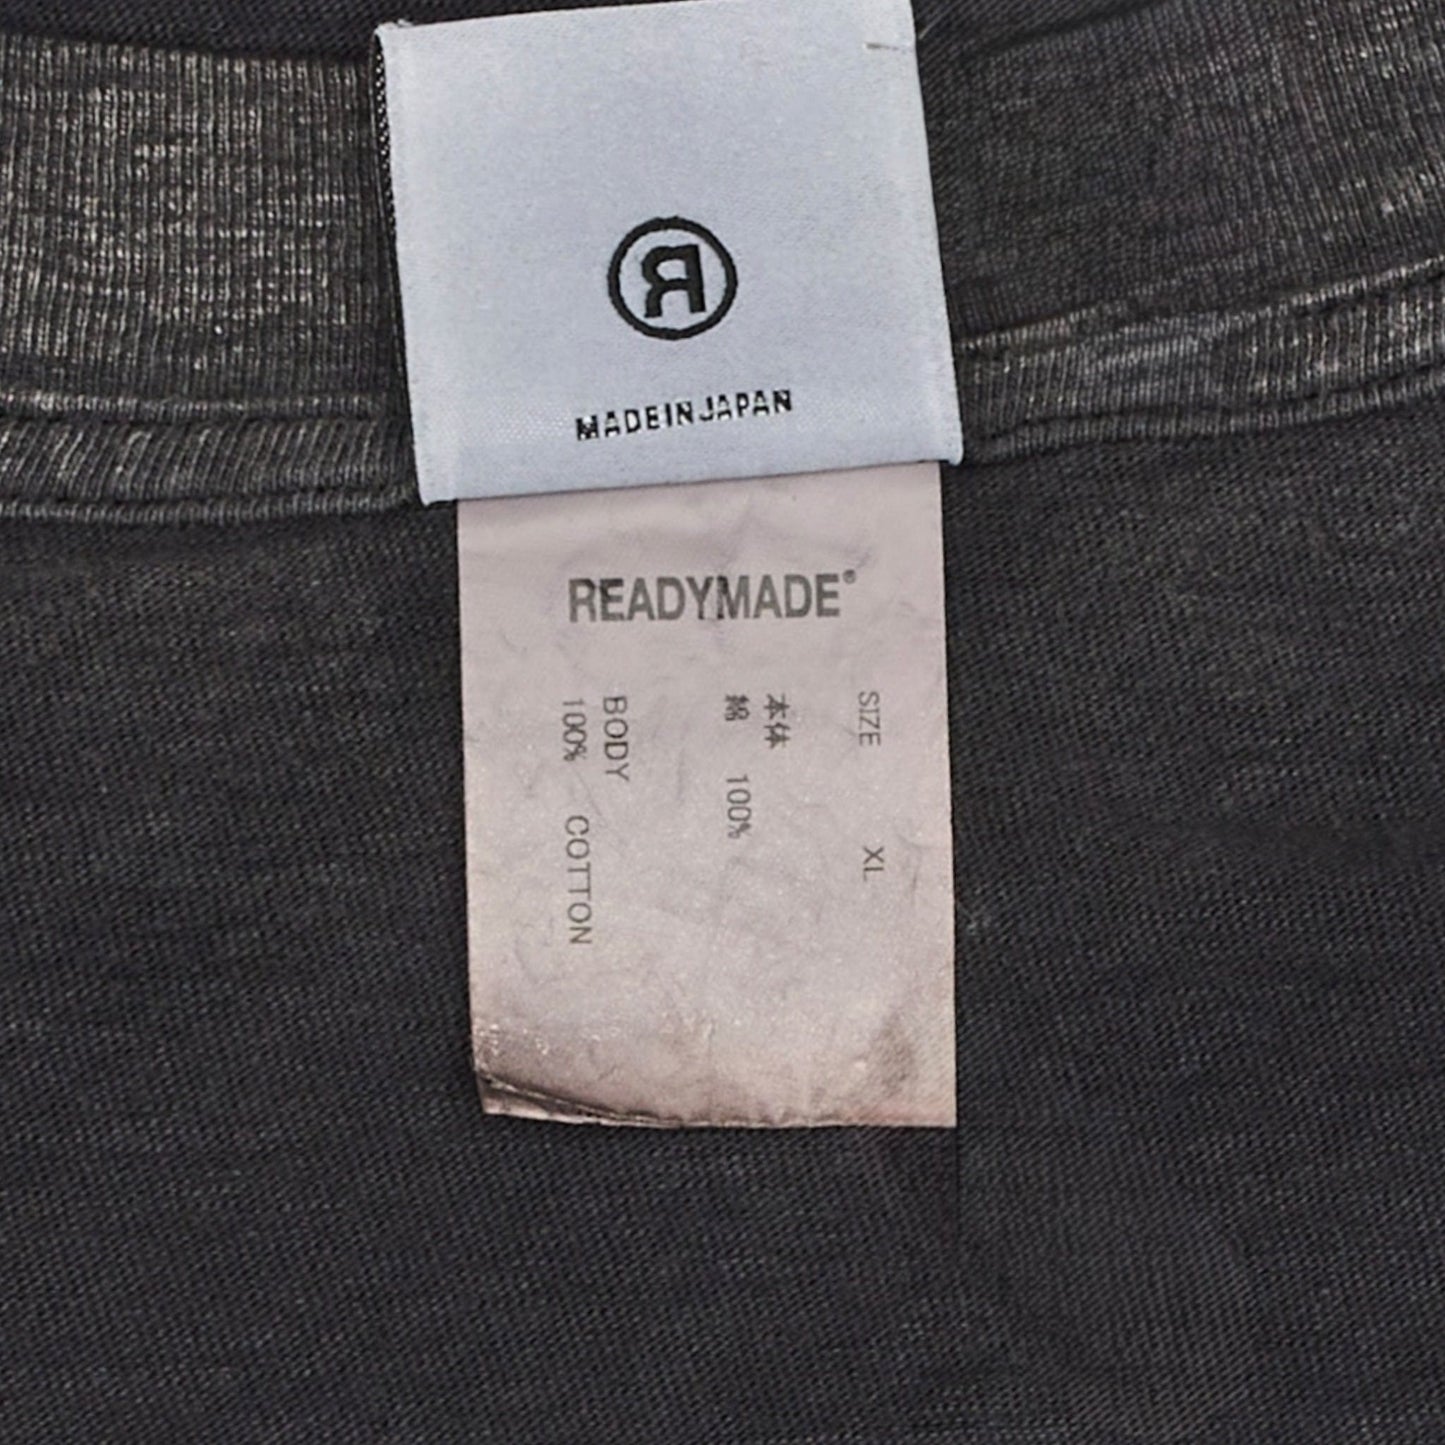 R
MADE IN JAPAN
READYMADE®
SIZE XL
本体
綿 100%
BODY
100% COTTON